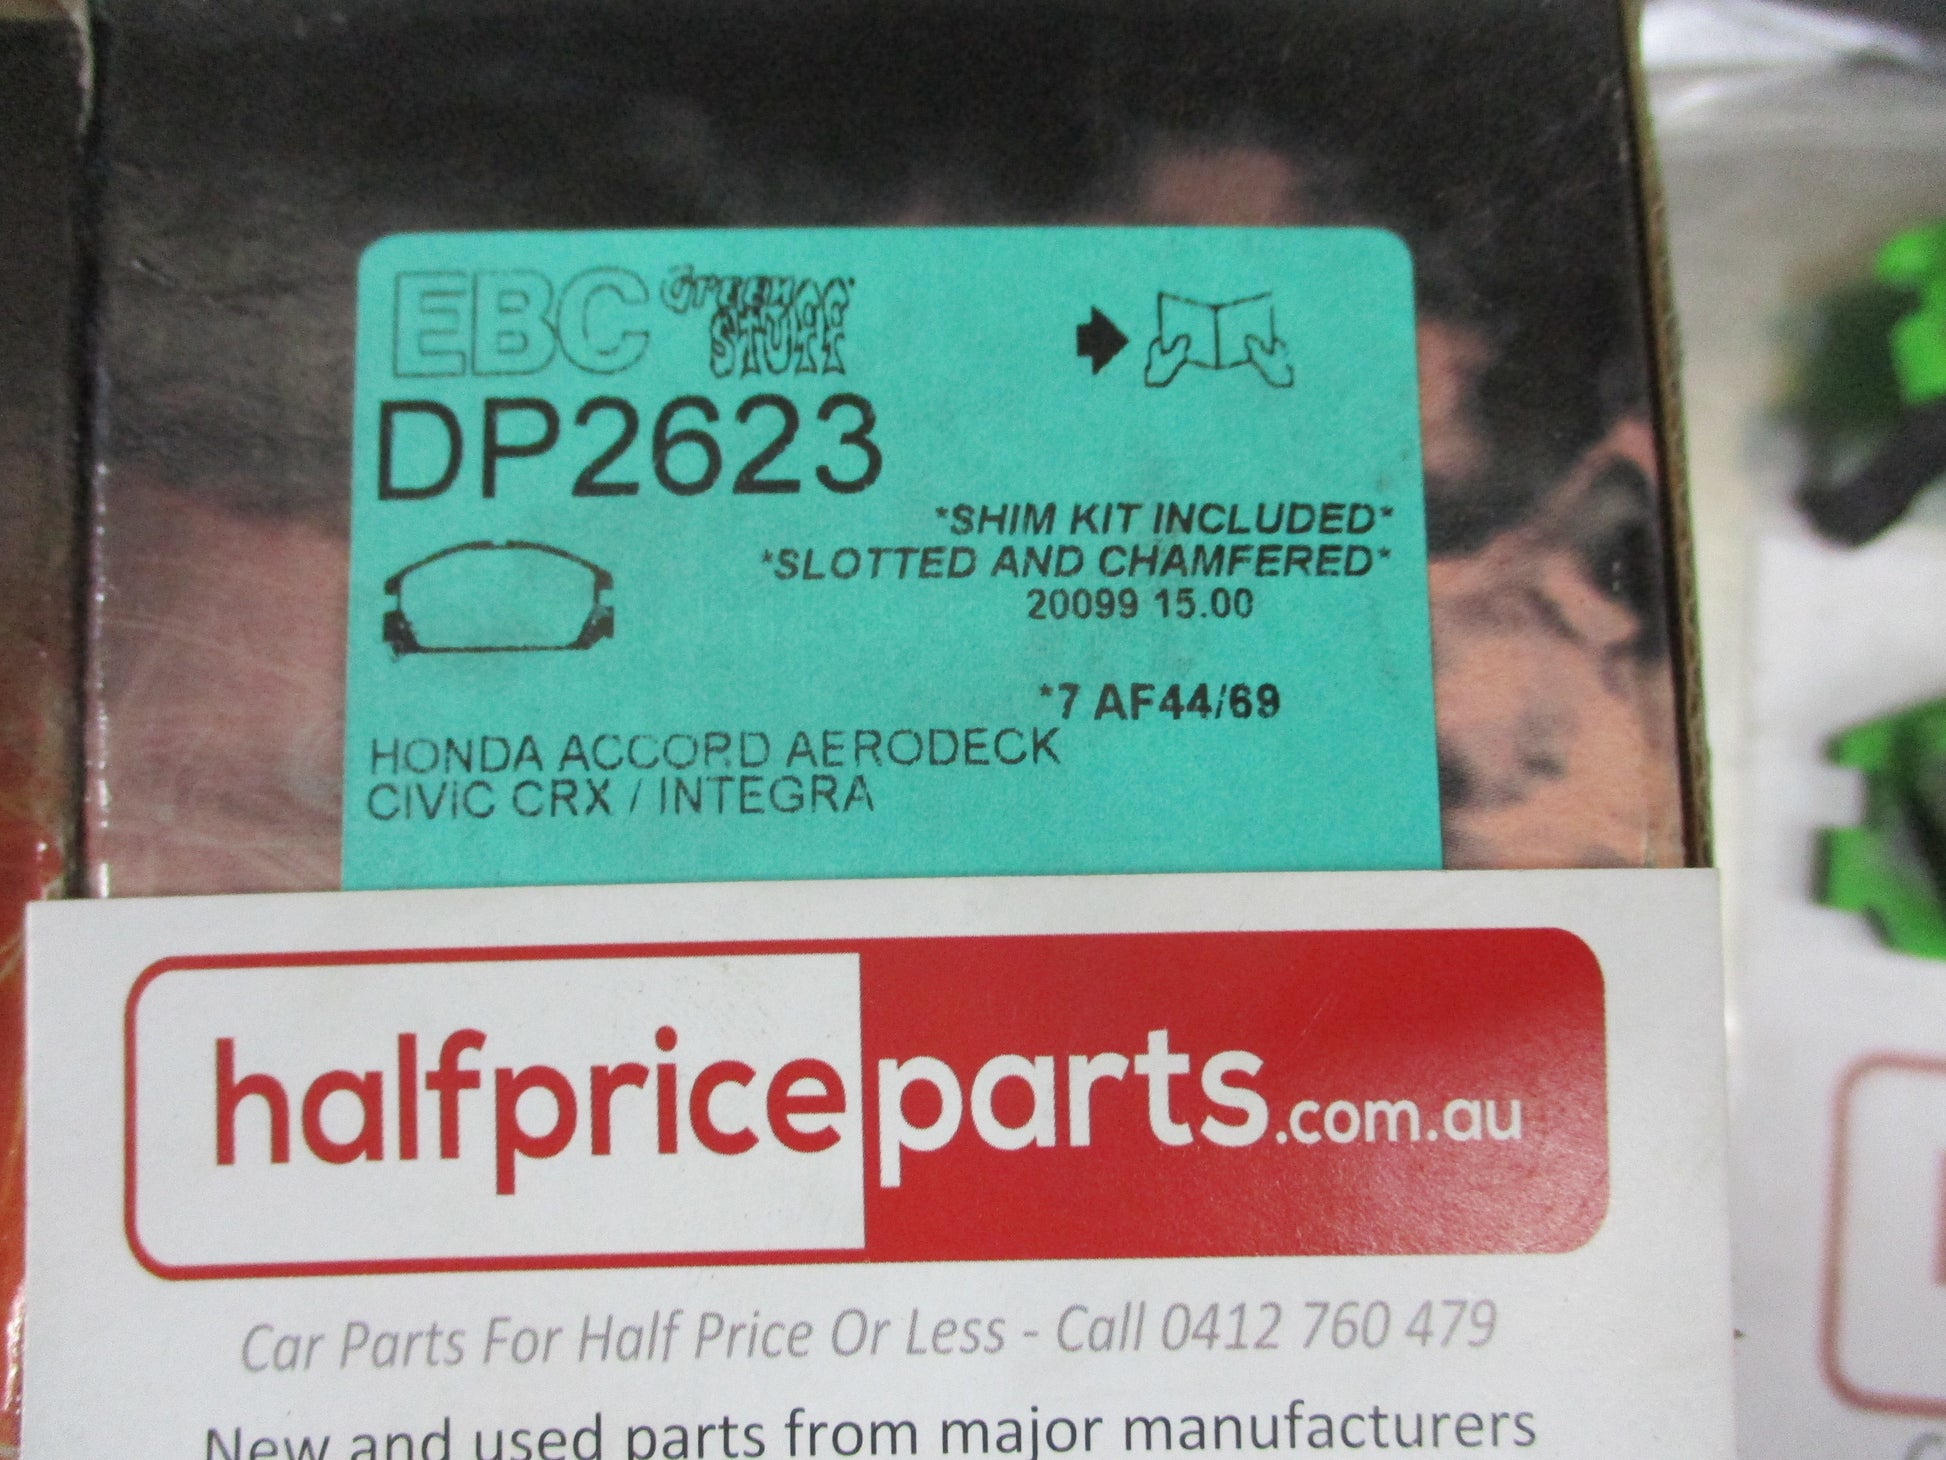 EBC Greenstuff
DP2623
*SHIM KIT INCLUDED*
*SLOTTED AND CHAMFERED*
20099 15.00
*7 AF44/69
HONDA ACCORD AERODECK
CIVIC CRX / INTEGRA
halfpriceparts.com.au
Car Parts For Half Price Or Less - Call 0412 760 479
New and used parts from major manufacturers